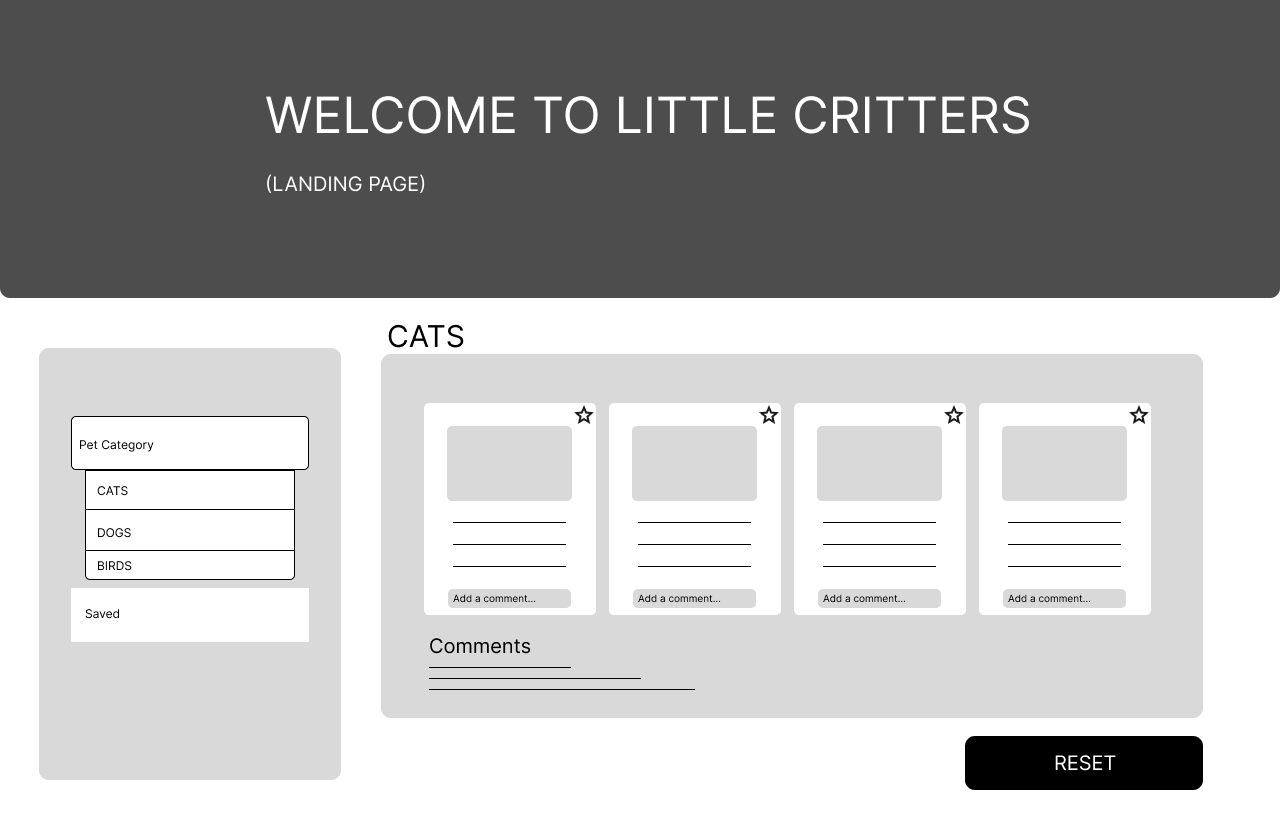 WELCOME TO LITTLE CRITTERS
(LANDING PAGE)
CATS
Pet Category
CATS
DOGS
BIRDS
Saved
Add a comment...
Add a comment...
Add a comment...
Add a comment...
Comments
RESET